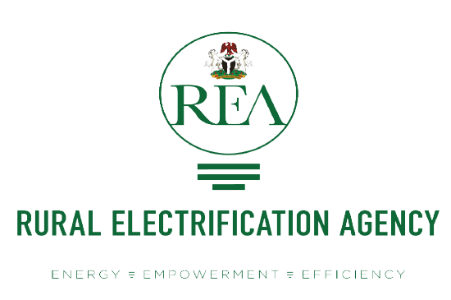 REA
RURAL ELECTRIFICATION AGENCY
ENERGY EMPOWERMENT EFFICIENCY